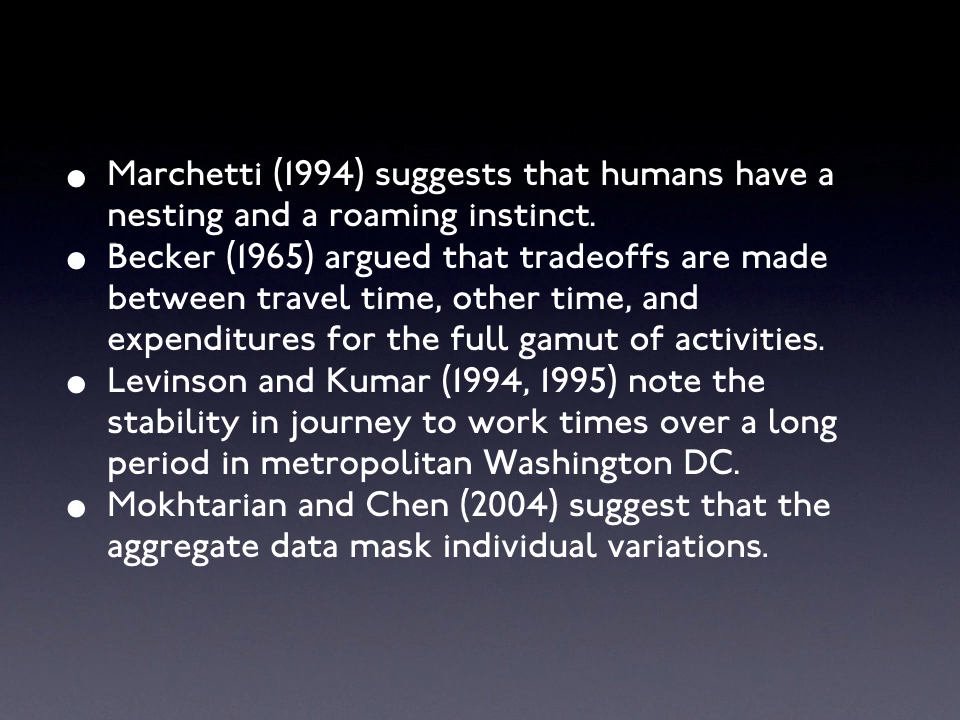 • Marchetti (1994) suggests that humans have a
nesting and a roaming instinct.
• Becker (1965) argued that tradeoffs are made
between travel time, other time, and
expenditures for the full gamut of activities.
• Levinson and Kumar (1994, 1995) note the
stability in journey to work times over a long
period in metropolitan Washington DC.
• Mokhtarian and Chen (2004) suggest that the
aggregate data mask individual variations.